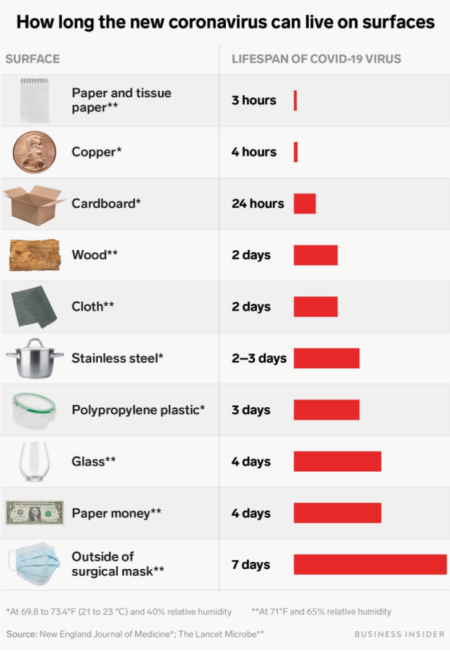 How long the new coronavirus can live on surfaces
SURFACE
LIFESPAN OF COVID-19 VIRUS
Paper and tissue
paper**
3 hours
Copper*
4 hours
Cardboard*
24 hours
Wood**
2 days
Cloth**
2 days
Stainless steel*
2–3 days
Polypropylene plastic*
3 days
Glass**
4 days
Paper money**
4 days
Outside of
surgical mask**
7 days
*At 69.8 to 73.4°F (21 to 23 °C) and 40% relative humidity
**At 71°F and 65% relative humidity
Source: New England Journal of Medicine*; The Lancet Microbe**
BUSINESS INSIDER